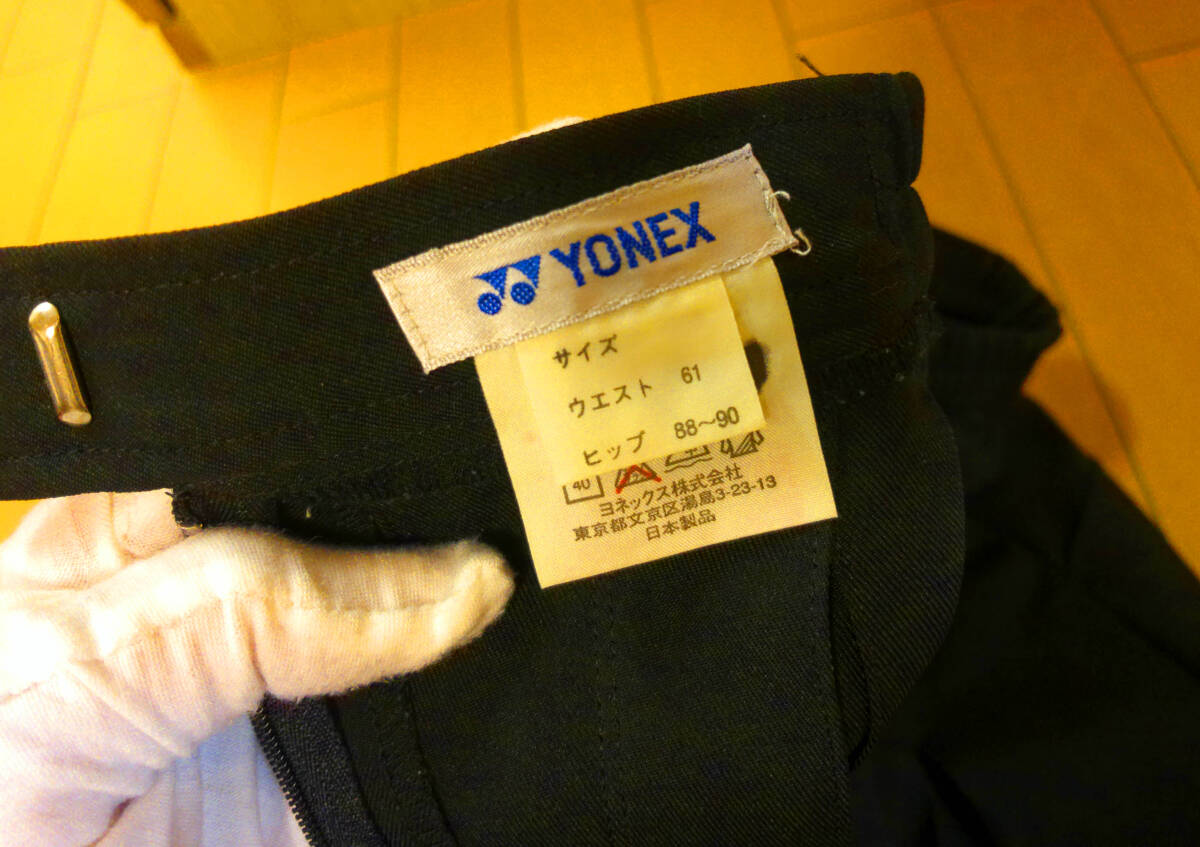 YONEX
サイズ
ウエスト 61
ヒップ 88〜90
40
ヨネックス株式会社
東京都文京区湯島3-23-13
日本製品